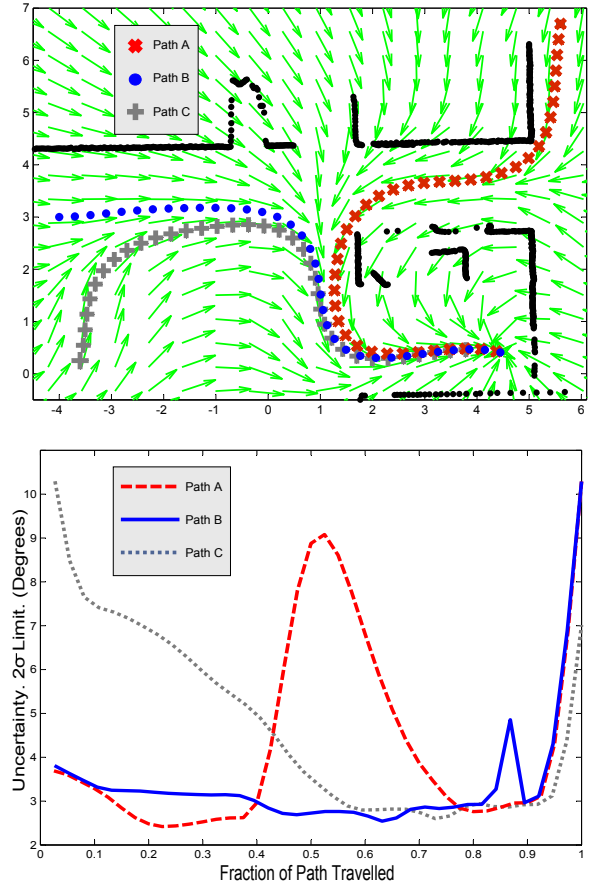 7
6
5
4
3
2
1
0
Path A
Path B
Path C
-4 -3 -2 -1 0 1 2 3 4 5 6
10
9
8
7
6
5
4
3
2
Uncertainty. 2σ Limit. (Degrees)
Path A
Path B
Path C
0 0.1 0.2 0.3 0.4 0.5 0.6 0.7 0.8 0.9 1
Fraction of Path Travelled